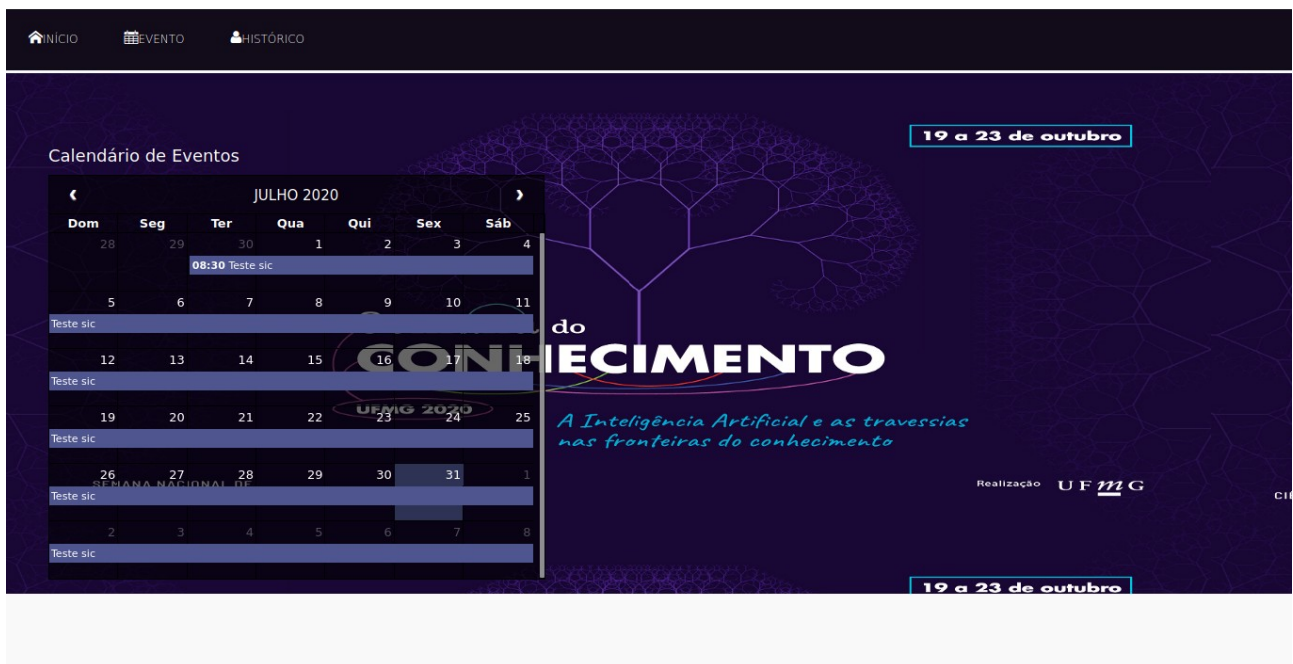 INÍCIO EVENTO HISTÓRICO
19 a 23 de outubro
Calendário de Eventos
‹ JULHO 2020 ›
Dom Seg Ter Qua Qui Sex Sáb
28 29 30 1 2 3 4
08:30 Teste sic
5 6 7 8 9 10 11
Teste sic
do
12 13 14 15 16 17 18
CONHECIMENTO
Teste sic
19 20 21 22 23 24 25
UFMG 2020
A Inteligência Artificial e as travessias
nas fronteiras do conhecimento
Teste sic
26 27 28 29 30 31 1
SEMANA NACIONAL DE
Teste sic
Realização UFMG
2 3 4 5 6 7 8
Teste sic
19 a 23 de outubro